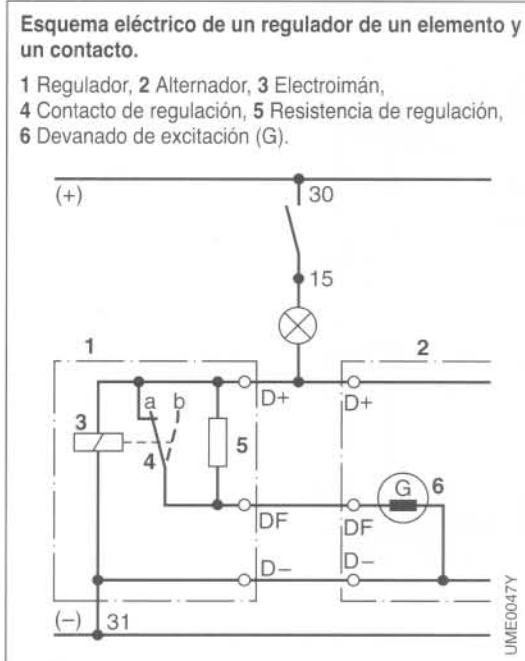 Esquema eléctrico de un regulador de un elemento y
un contacto.
1 Regulador, 2 Alternador, 3 Electroimán,
4 Contacto de regulación, 5 Resistencia de regulación,
6 Devanado de excitación (G).
(+)
30
15
1
2
D+
D+
a
b
3
4
5
G
6
DF
DF
D−
D−
(−)
31
UME0047Y